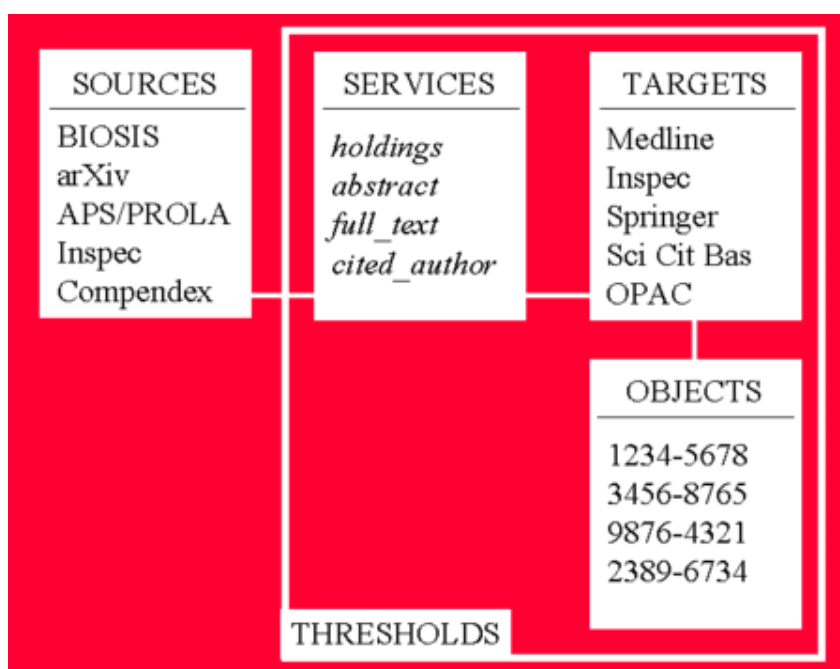 SOURCES
BIOSIS
arXiv
APS/PROLA
Inspec
Compendex
SERVICES
holdings
abstract
full_text
cited_author
TARGETS
Medline
Inspec
Springer
Sci Cit Bas
OPAC
OBJECTS
1234-5678
3456-8765
9876-4321
2389-6734
THRESHOLDS